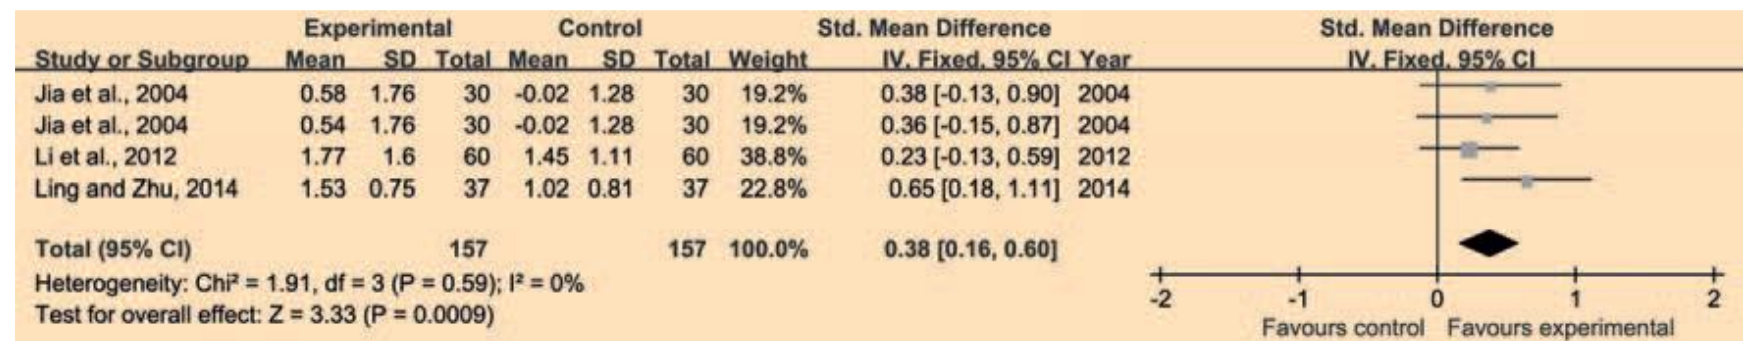 Experimental Control Std. Mean Difference Std. Mean Difference
Study or Subgroup Mean SD Total Mean SD Total Weight IV, Fixed, 95% CI Year IV, Fixed, 95% CI
Jia et al., 2004 0.58 1.76 30 -0.02 1.28 30 19.2% 0.38 [-0.13, 0.90] 2004
Jia et al., 2004 0.54 1.76 30 -0.02 1.28 30 19.2% 0.36 [-0.15, 0.87] 2004
Li et al., 2012 1.77 1.6 60 1.45 1.11 60 38.8% 0.23 [-0.13, 0.59] 2012
Ling and Zhu, 2014 1.53 0.75 37 1.02 0.81 37 22.8% 0.65 [0.18, 1.11] 2014
Total (95% CI) 157 157 100.0% 0.38 [0.16, 0.60]
Heterogeneity: Chi² = 1.91, df = 3 (P = 0.59); I² = 0%
Test for overall effect: Z = 3.33 (P = 0.0009)
-2 -1 0 1 2
Favours control Favours experimental